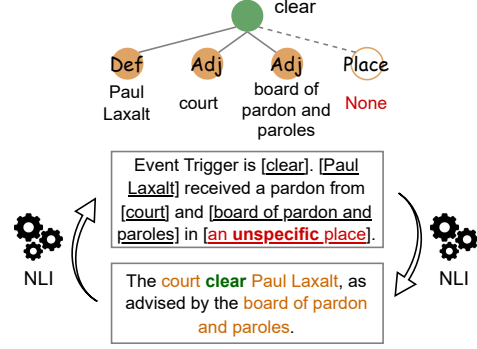 clear
Def Adj Adj Place
Paul Laxalt court board of pardon and paroles None
Event Trigger is [clear]. [Paul
Laxalt] received a pardon from
[court] and [board of pardon and
paroles] in [an unspecific place].
NLI NLI
The court clear Paul Laxalt, as
advised by the board of pardon
and paroles.